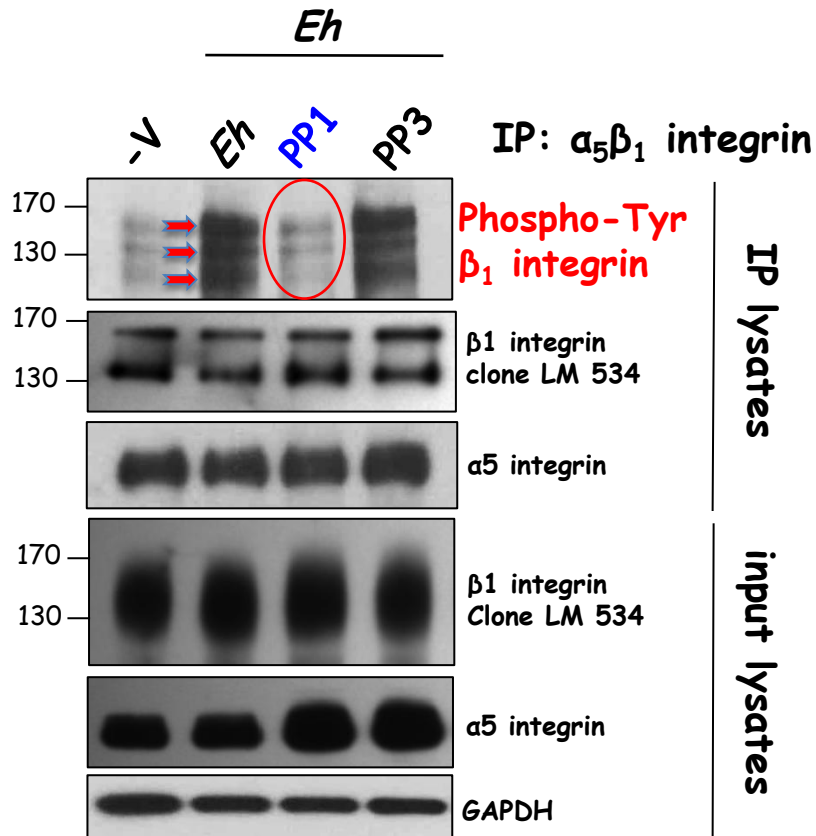 Eh
-V Eh PP1 PP3 IP: α₅β₁ integrin
170
130
Phospho-Tyr
β₁ integrin
170
130
β1 integrin
clone LM 534
α5 integrin
IP lysates
170
130
β1 integrin
Clone LM 534
α5 integrin
GAPDH
input lysates